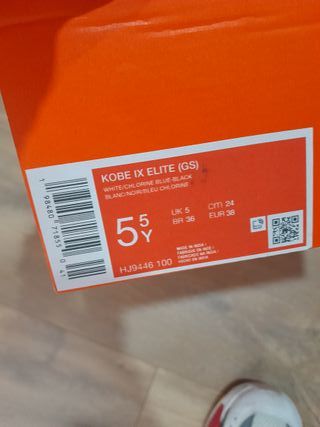 KOBE IX ELITE (GS)
WHITE/CHLORINE BLUE-BLACK
BLANC/NOIR/BLEU CHLORINE
5 5 Y
UK 5 cm 24
BR 36 EUR 38
HJ9446 100
MADE IN INDIA /